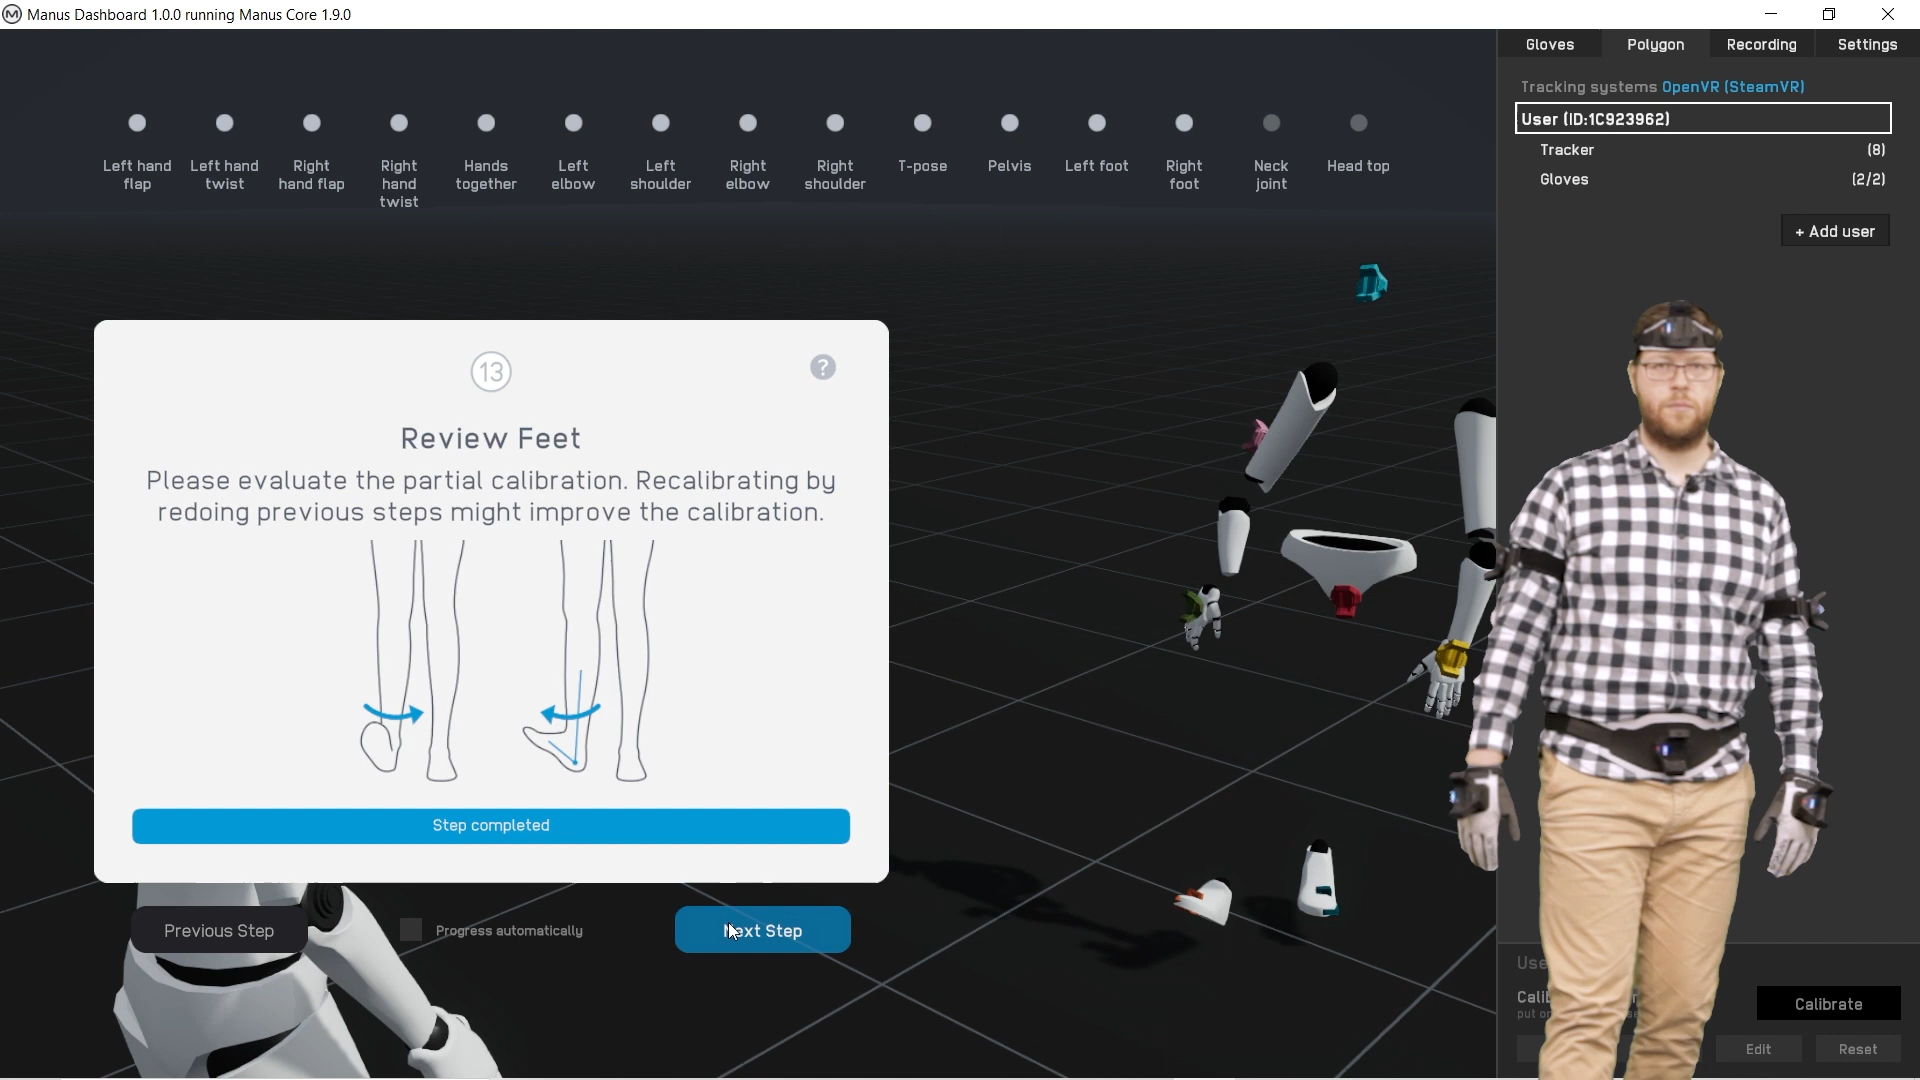 Manus Dashboard 1.0.0 running Manus Core 1.9.0
Gloves
Polygon
Recording
Settings
Tracking systems OpenVR (SteamVR)
User (ID:1C923962)
Tracker (8)
Gloves (2/2)
+ Add user
Left hand
flap
Left hand
twist
Right
hand flap
Right
hand
twist
Hands
together
Left
elbow
Left
shoulder
Right
elbow
Right
shoulder
T-pose
Pelvis
Left foot
Right
foot
Neck
joint
Head top
13
?
Review Feet
Please evaluate the partial calibration. Recalibrating by
redoing previous steps might improve the calibration.
Step completed
Previous Step
Progress automatically
Next Step
Calibrate
Edit
Reset